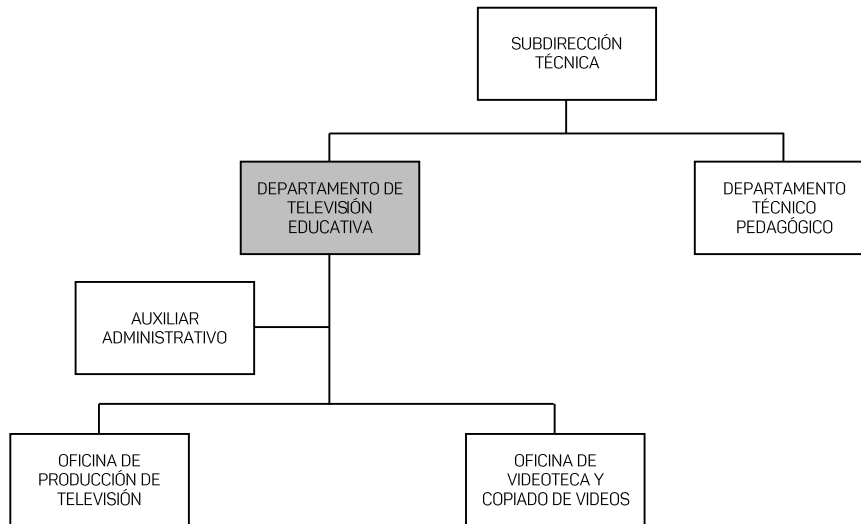 SUBDIRECCIÓN
TÉCNICA
DEPARTAMENTO DE
TELEVISIÓN
EDUCATIVA
DEPARTAMENTO
TÉCNICO
PEDAGÓGICO
AUXILIAR
ADMINISTRATIVO
OFICINA DE
PRODUCCIÓN DE
TELEVISIÓN
OFICINA DE
VIDEOTECA Y
COPIADO DE VIDEOS